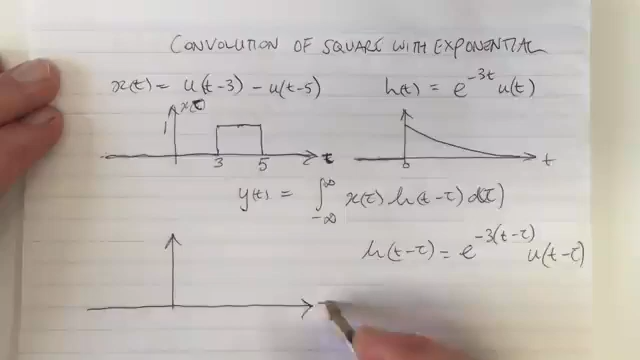 CONVOLUTION OF SQUARE WITH EXPONENTIAL
x(t) = u(t-3) - u(t-5)
h(t) = e^{-3t} u(t)
x(τ)
1
3 5 τ
0 t
y(t) = ∫_{-∞}^{∞} x(τ) h(t-τ) dτ
h(t-τ) = e^{-3(t-τ)} u(t-τ)